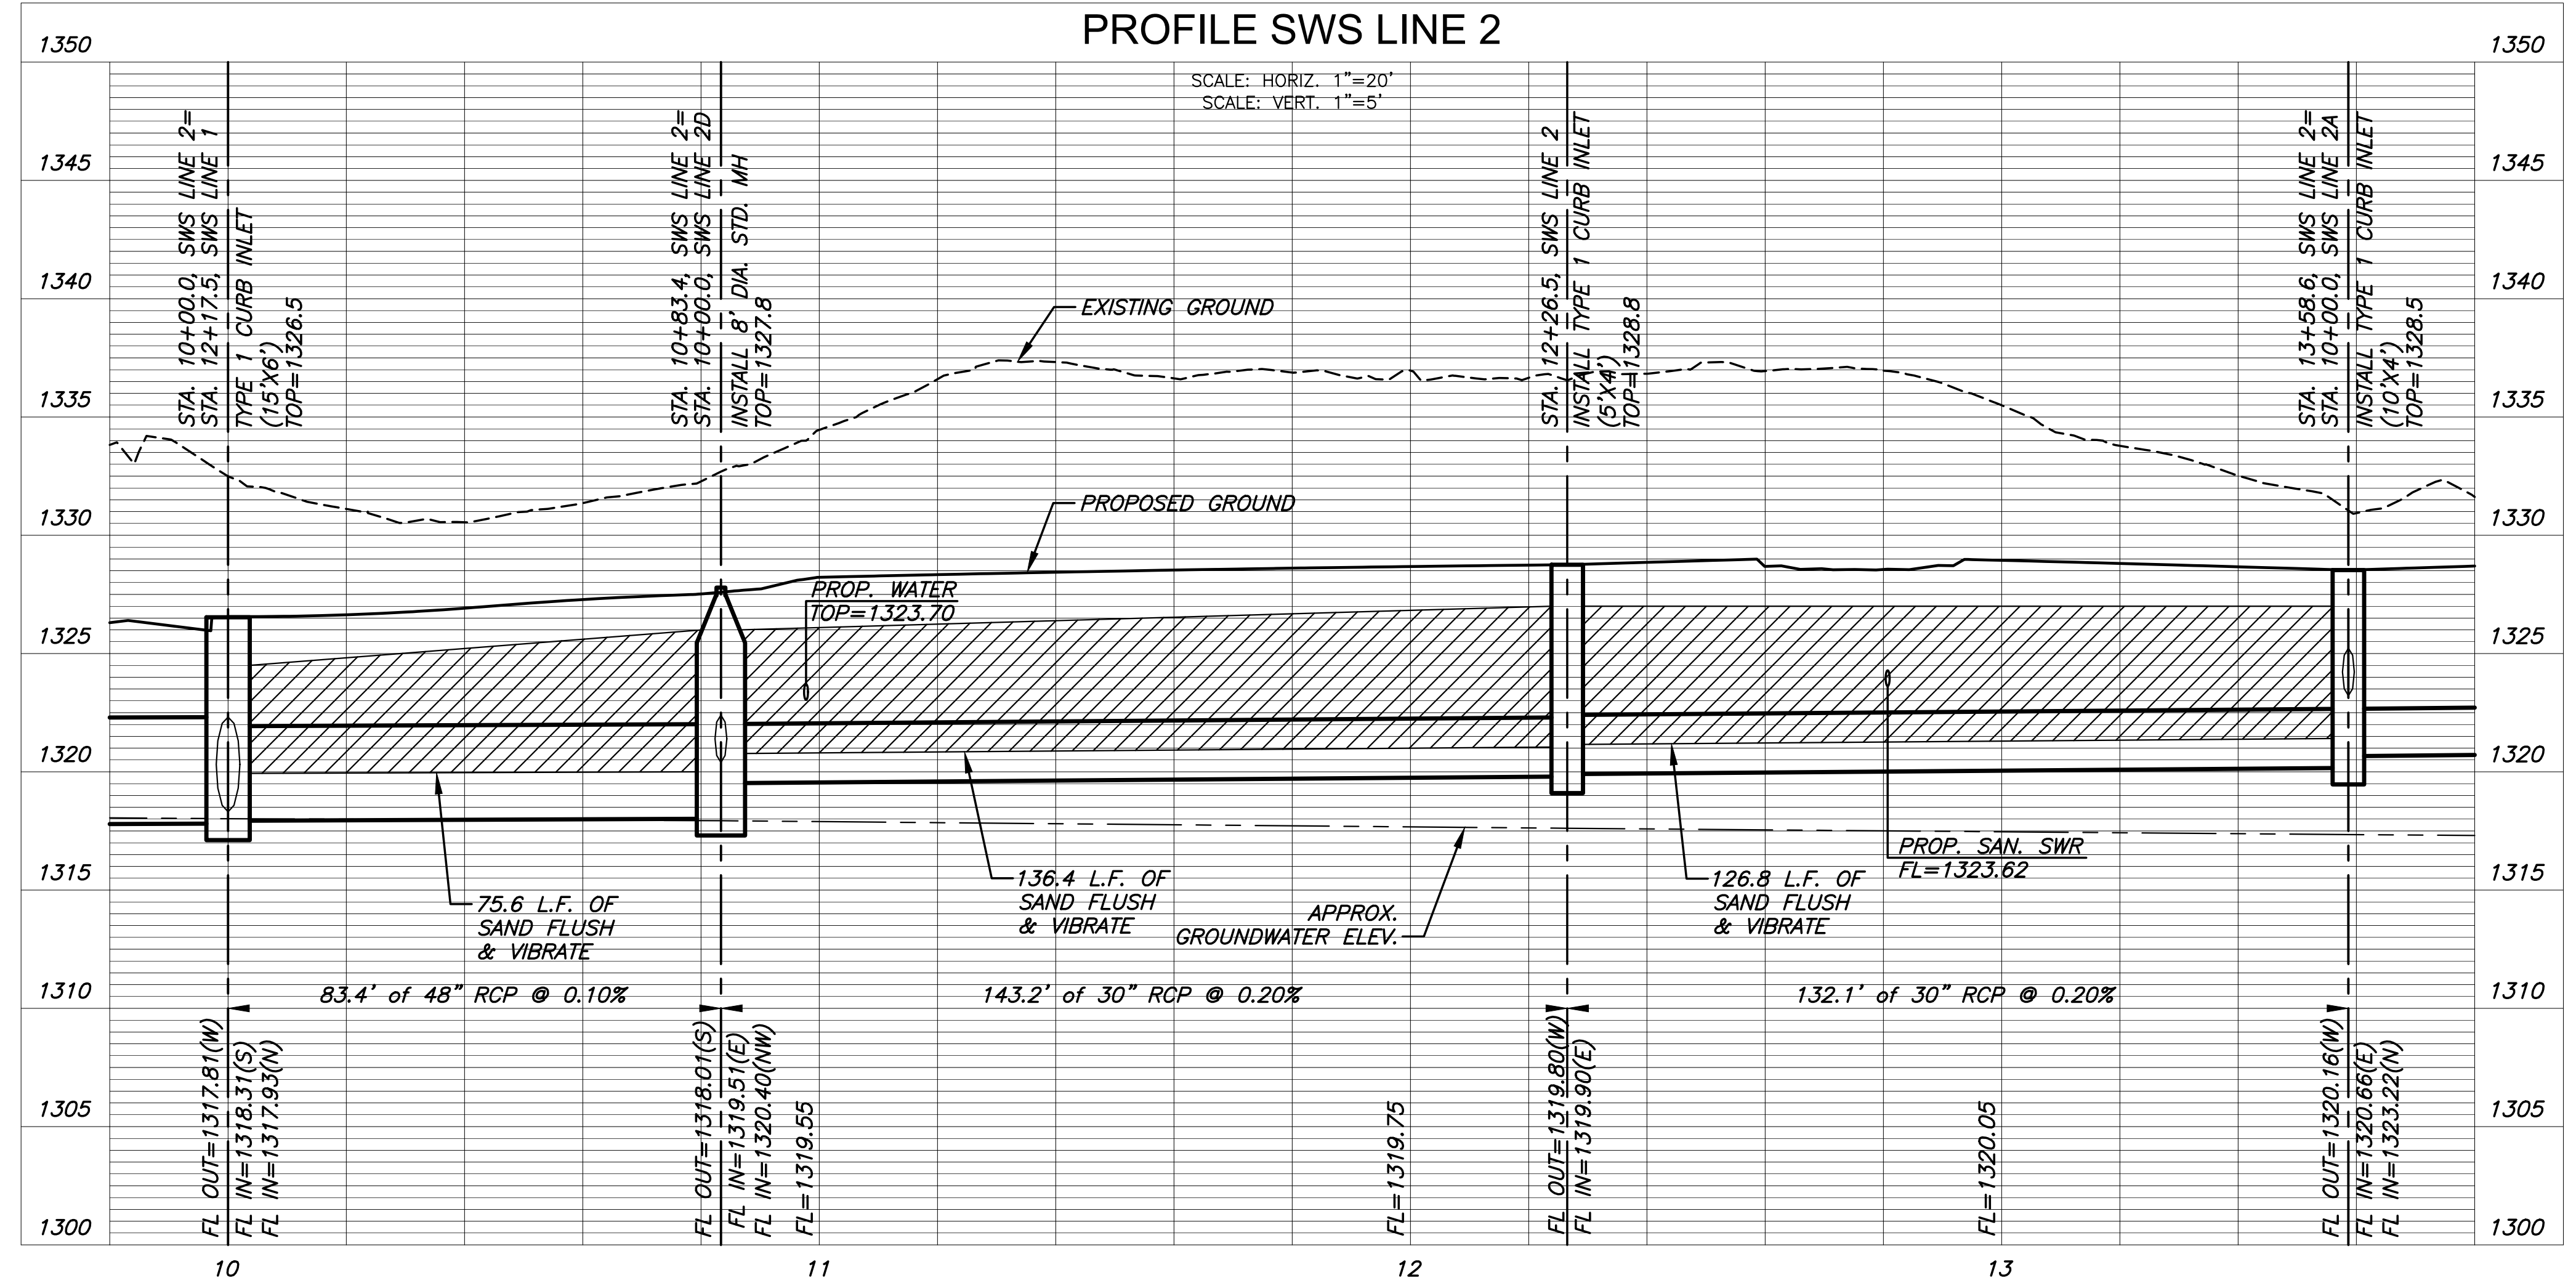 PROFILE SWS LINE 2
SCALE: HORIZ. 1"=20'
SCALE: VERT. 1"=5'
1350
1345
1340
1335
1330
1325
1320
1315
1310
1305
1300
1350
1345
1340
1335
1330
1325
1320
1315
1310
1305
1300
STA. 10+00.0, SWS LINE 2=
STA. 12+17.5, SWS LINE 1
TYPE 1 CURB INLET
(15'X6')
TOP=1326.5
STA. 10+83.4, SWS LINE 2=
STA. 10+00.0, SWS LINE 2D
INSTALL 8' DIA. STD. MH
TOP=1327.8
STA. 12+26.5, SWS LINE 2
INSTALL TYPE 1 CURB INLET
(5'X4')
TOP=1328.8
STA. 13+58.6, SWS LINE 2=
STA. 10+00.0, SWS LINE 2A
INSTALL TYPE 1 CURB INLET
(10'X4')
TOP=1328.5
EXISTING GROUND
PROPOSED GROUND
PROP. WATER
TOP=1323.70
PROP. SAN. SWR
FL=1323.62
75.6 L.F. OF
SAND FLUSH
& VIBRATE
136.4 L.F. OF
SAND FLUSH
& VIBRATE
APPROX.
GROUNDWATER ELEV.
126.8 L.F. OF
SAND FLUSH
& VIBRATE
83.4' of 48" RCP @ 0.10%
143.2' of 30" RCP @ 0.20%
132.1' of 30" RCP @ 0.20%
FL OUT=1317.81(W)
FL IN=1318.31(S)
FL IN=1317.93(N)
FL OUT=1318.01(S)
FL IN=1319.51(E)
FL IN=1320.40(NW)
FL=1319.55
FL=1319.75
FL OUT=1319.80(W)
FL IN=1319.90(E)
FL=1320.05
FL OUT=1320.16(W)
FL IN=1320.66(E)
FL IN=1323.22(N)
10
11
12
13